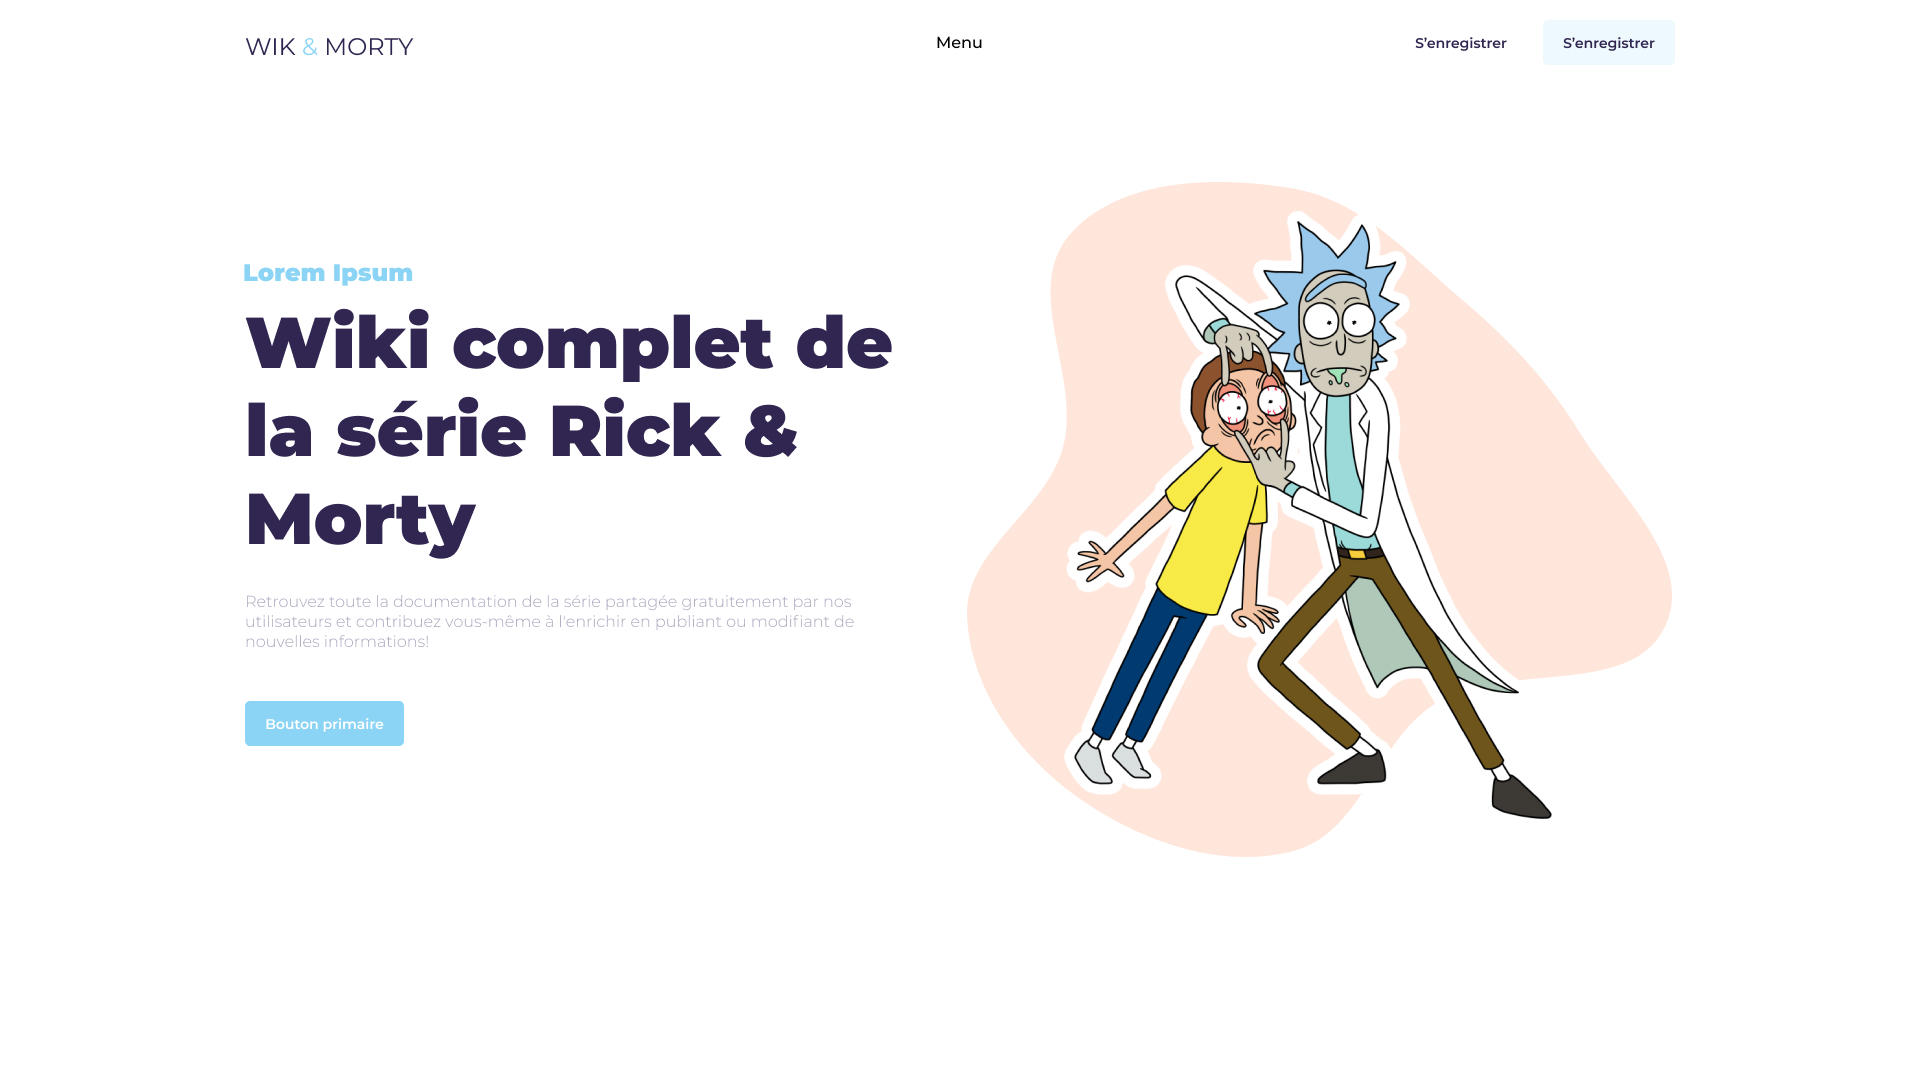 WIK & MORTY
Menu
S’enregistrer
S’enregistrer
Lorem Ipsum
Wiki complet de
la série Rick &
Morty
Retrouvez toute la documentation de la série partagée gratuitement par nos
utilisateurs et contribuez vous-même à l'enrichir en publiant ou modifiant de
nouvelles informations!
Bouton primaire